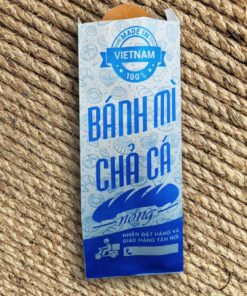 MADE IN
VIETNAM
100%
BÁNH MÌ
CHẢ CÁ
nóng
NHẬN ĐẶT HÀNG VÀ
GIAO HÀNG TẬN NƠI